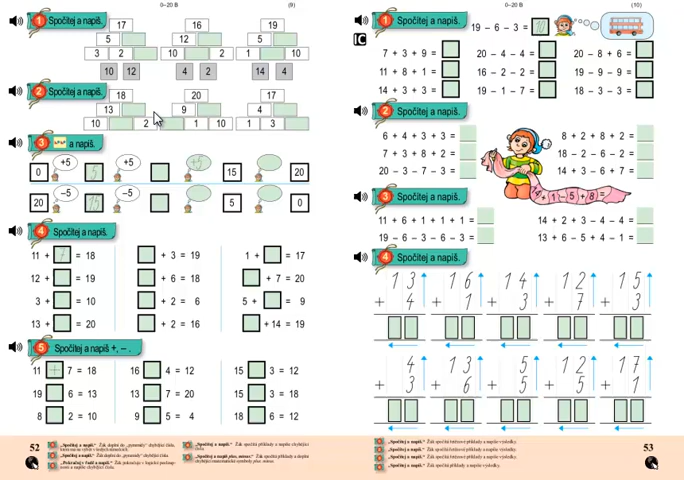 0–20 B (9)
1 Spočítej a napiš.
17 16 19
5 12 5
3 2 10 2 1 10
10 12 4 2 14 4
2 Spočítej a napiš.
18 20 17
13 9 4
10 2 1 10 1 3
3 a napiš.
+5 +5 +5
0 5 15 20
–5 –5
20 15 5 0
4 Spočítej a napiš.
11 + 7 = 18 + 3 = 19 1 + = 17
12 + = 19 + 6 = 18 + 7 = 20
3 + = 10 + 2 = 6 5 + = 9
13 + = 20 + 2 = 16 + 14 = 19
5 Spočítej a napiš +, – .
11 + 7 = 18 16 4 = 12 15 3 = 12
19 6 = 13 13 7 = 20 15 3 = 18
8 2 = 10 9 5 = 4 18 6 = 12
52
0–20 B (10)
1 Spočítej a napiš.
19 – 6 – 3 = 10
7 + 3 + 9 = 20 – 4 – 4 = 20 – 8 + 6 =
11 + 8 + 1 = 16 – 2 – 2 = 19 – 9 – 9 =
14 + 3 + 3 = 19 – 1 – 7 = 18 – 3 – 3 =
2 Spočítej a napiš.
6 + 4 + 3 + 3 = 8 + 2 + 8 + 2 =
7 + 3 + 8 + 2 = 18 – 2 – 6 – 2 =
20 – 3 – 7 – 3 = 14 + 3 – 6 + 7 =
14 + 1 – 5 + 8 =
3 Spočítej a napiš.
11 + 6 + 1 + 1 + 1 = 14 + 2 + 3 – 4 – 4 =
19 – 6 – 3 – 6 – 3 = 13 + 6 – 5 + 4 – 1 =
4 Spočítej a napiš.
13 16 14 12 15
+ 4 + 1 + 3 + 7 + 3
4 13 5 12 17
+ 3 + 6 + 5 + 5 + 1
53